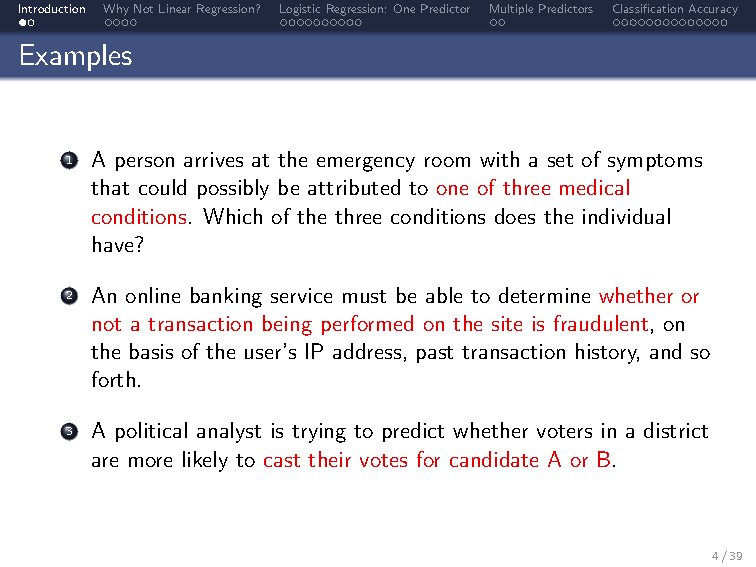 Introduction Why Not Linear Regression? Logistic Regression: One Predictor Multiple Predictors Classification Accuracy
Examples
1 A person arrives at the emergency room with a set of symptoms
that could possibly be attributed to one of three medical
conditions. Which of the three conditions does the individual
have?
2 An online banking service must be able to determine whether or
not a transaction being performed on the site is fraudulent, on
the basis of the user's IP address, past transaction history, and so
forth.
3 A political analyst is trying to predict whether voters in a district
are more likely to cast their votes for candidate A or B.
4 / 39